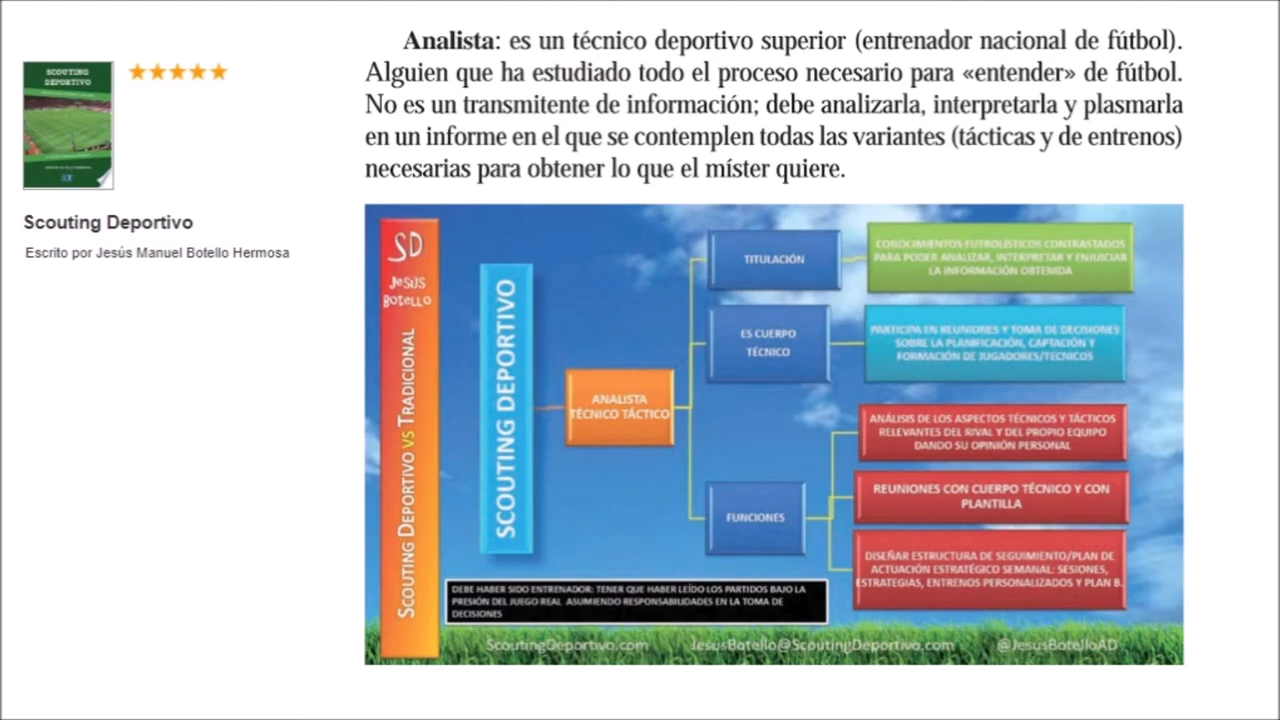 Analista: es un técnico deportivo superior (entrenador nacional de fútbol).
Alguien que ha estudiado todo el proceso necesario para «entender» de fútbol.
No es un transmitente de información; debe analizarla, interpretarla y plasmarla
en un informe en el que se contemplen todas las variantes (tácticas y de entrenos)
necesarias para obtener lo que el míster quiere.
SCOUTING
DEPORTIVO
Scouting Deportivo
Escrito por Jesús Manuel Botello Hermosa
SD
JESÚS
BOTELLO
SCOUTING DEPORTIVO VS TRADICIONAL
SCOUTING DEPORTIVO
ANALISTA
TÉCNICO TÁCTICO
TITULACIÓN
CONOCIMIENTOS FUTBOLÍSTICOS CONTRASTADOS
PARA PODER ANALIZAR, INTERPRETAR Y ENJUICIAR
LA INFORMACIÓN OBTENIDA
ES CUERPO
TÉCNICO
PARTICIPA EN REUNIONES Y TOMA DE DECISIONES
SOBRE LA PLANIFICACIÓN, CAPTACIÓN Y
FORMACIÓN DE JUGADORES/TECNICOS
FUNCIONES
ANÁLISIS DE LOS ASPECTOS TÉCNICOS Y TÁCTICOS
RELEVANTES DEL RIVAL Y DEL PROPIO EQUIPO
DANDO SU OPINIÓN PERSONAL
REUNIONES CON CUERPO TÉCNICO Y CON
PLANTILLA
DISEÑAR ESTRUCTURA DE SEGUIMIENTO/PLAN DE
ACTUACIÓN ESTRATÉGICO SEMANAL: SESIONES,
ESTRATEGIAS, ENTRENOS PERSONALIZADOS Y PLAN B.
DEBE HABER SIDO ENTRENADOR: TENER QUE HABER LEÍDO LOS PARTIDOS BAJO LA
PRESIÓN DEL JUEGO REAL ASUMIENDO RESPONSABILIDADES EN LA TOMA DE
DECISIONES
ScoutingDeportivo.com JesusBotello@ScoutingDeportivo.com @JesusBotelloAD